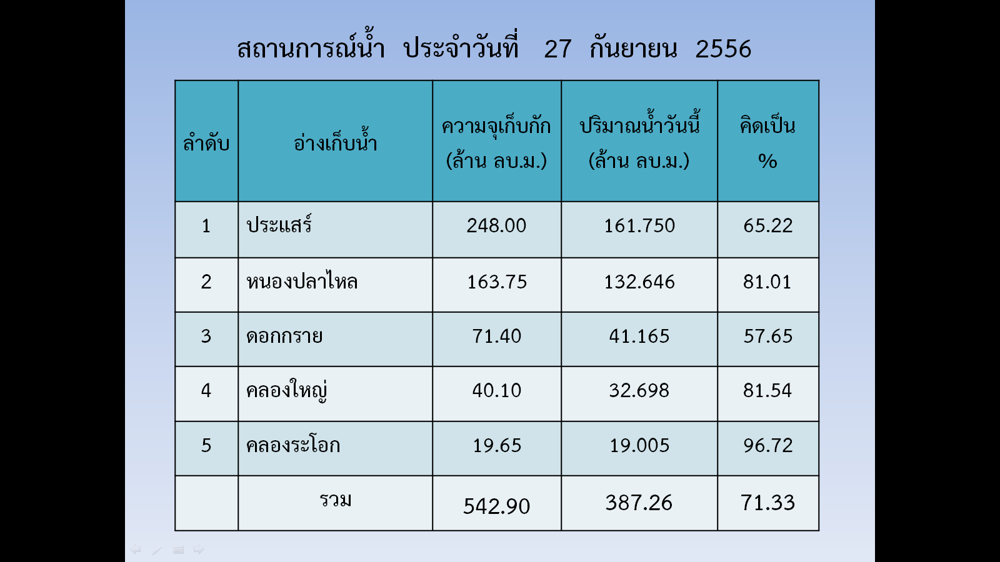 สถานการณ์น้ำ ประจำวันที่ 27 กันยายน 2556
ลำดับ อ่างเก็บน้ำ ความจุเก็บกัก (ล้าน ลบ.ม.) ปริมาณน้ำวันนี้ (ล้าน ลบ.ม.) คิดเป็น %
1 ประแสร์ 248.00 161.750 65.22
2 หนองปลาไหล 163.75 132.646 81.01
3 ดอกกราย 71.40 41.165 57.65
4 คลองใหญ่ 40.10 32.698 81.54
5 คลองระโอก 19.65 19.005 96.72
รวม 542.90 387.26 71.33